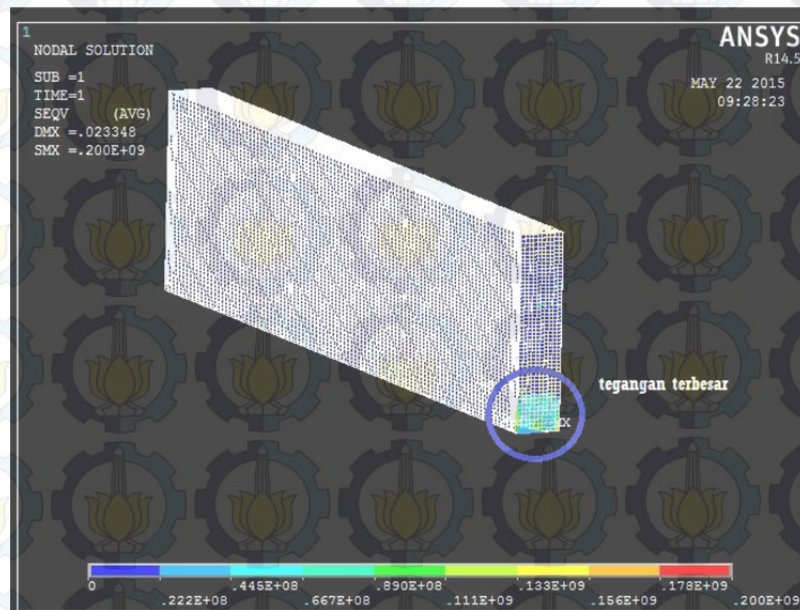 1
NODAL SOLUTION
SUB =1
TIME=1
SEQV (AVG)
DMX =.023348
SMX =.200E+09
ANSYS
R14.5
MAY 22 2015
09:28:23
tegangan terbesar
0 .445E+08 .890E+08 .133E+09 .178E+09
.222E+08 .667E+08 .111E+09 .156E+09 .200E+09